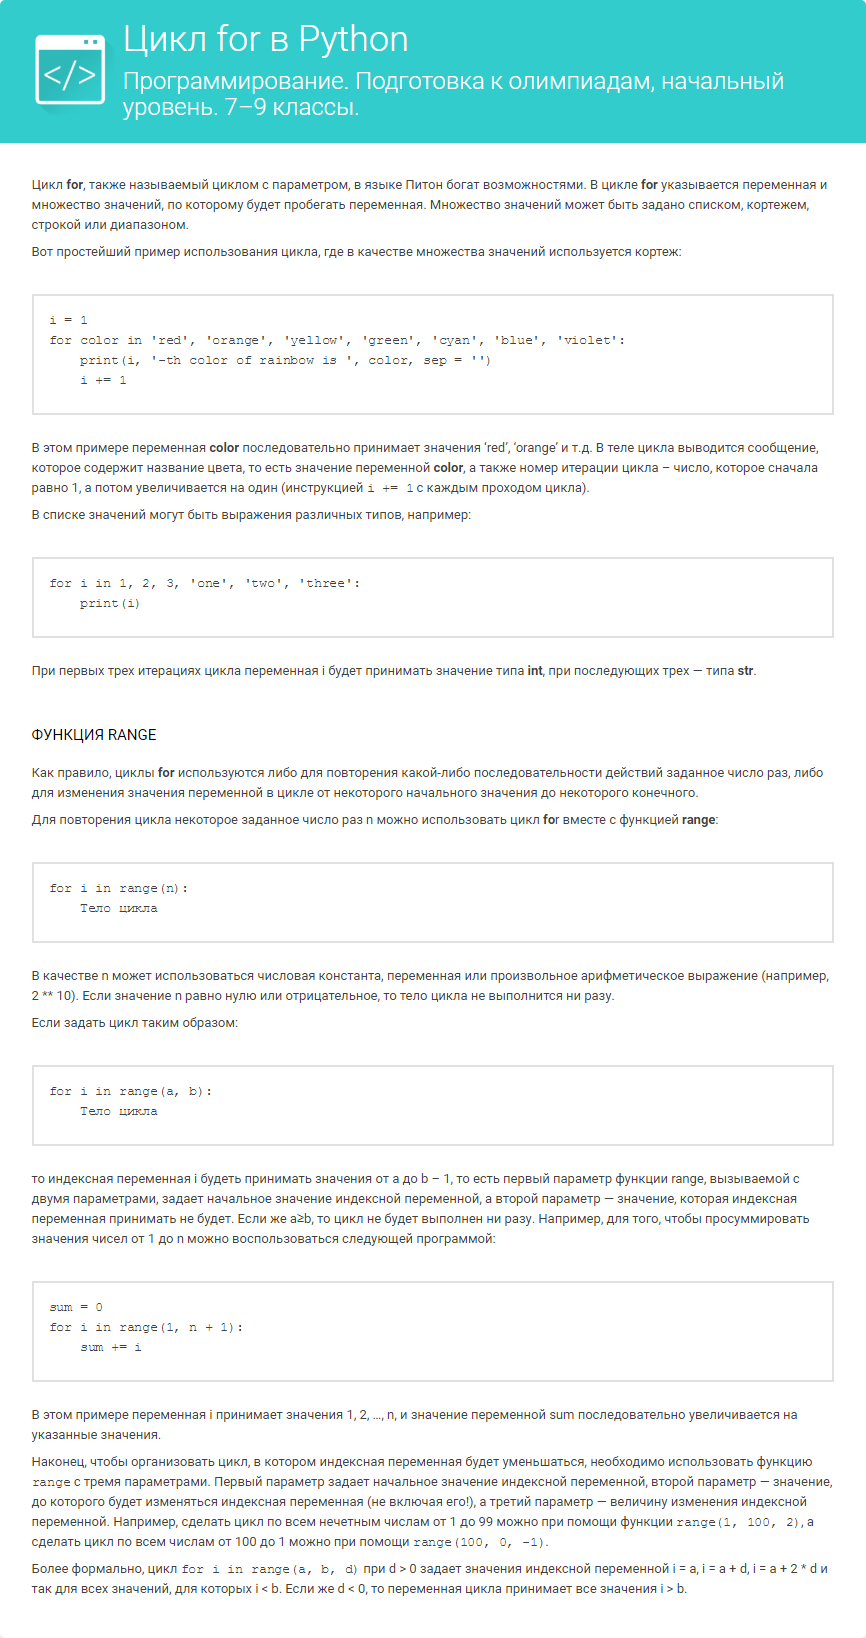 </>
Цикл for в Python
Программирование. Подготовка к олимпиадам, начальный
уровень. 7–9 классы.
Цикл for, также называемый циклом с параметром, в языке Питон богат возможностями. В цикле for указывается переменная и
множество значений, по которому будет пробегать переменная. Множество значений может быть задано списком, кортежем,
строкой или диапазоном.
Вот простейший пример использования цикла, где в качестве множества значений используется кортеж:
i = 1
for color in 'red', 'orange', 'yellow', 'green', 'cyan', 'blue', 'violet':
    print(i, '-th color of rainbow is ', color, sep = '')
    i += 1
В этом примере переменная color последовательно принимает значения ‘red’, ‘orange’ и т.д. В теле цикла выводится сообщение,
которое содержит название цвета, то есть значение переменной color, а также номер итерации цикла – число, которое сначала
равно 1, а потом увеличивается на один (инструкцией i += 1 с каждым проходом цикла).
В списке значений могут быть выражения различных типов, например:
for i in 1, 2, 3, 'one', 'two', 'three':
    print(i)
При первых трех итерациях цикла переменная i будет принимать значение типа int, при последующих трех — типа str.
ФУНКЦИЯ RANGE
Как правило, циклы for используются либо для повторения какой-либо последовательности действий заданное число раз, либо
для изменения значения переменной в цикле от некоторого начального значения до некоторого конечного.
Для повторения цикла некоторое заданное число раз n можно использовать цикл for вместе с функцией range:
for i in range(n):
    Тело цикла
В качестве n может использоваться числовая константа, переменная или произвольное арифметическое выражение (например,
2 ** 10). Если значение n равно нулю или отрицательное, то тело цикла не выполнится ни разу.
Если задать цикл таким образом:
for i in range(a, b):
    Тело цикла
то индексная переменная i будеть принимать значения от a до b – 1, то есть первый параметр функции range, вызываемой с
двумя параметрами, задает начальное значение индексной переменной, а второй параметр — значение, которая индексная
переменная принимать не будет. Если же a≥b, то цикл не будет выполнен ни разу. Например, для того, чтобы просуммировать
значения чисел от 1 до n можно воспользоваться следующей программой:
sum = 0
for i in range(1, n + 1):
    sum += i
В этом примере переменная i принимает значения 1, 2, …, n, и значение переменной sum последовательно увеличивается на
указанные значения.
Наконец, чтобы организовать цикл, в котором индексная переменная будет уменьшаться, необходимо использовать функцию
range с тремя параметрами. Первый параметр задает начальное значение индексной переменной, второй параметр — значение,
до которого будет изменяться индексная переменная (не включая его!), а третий параметр — величину изменения индексной
переменной. Например, сделать цикл по всем нечетным числам от 1 до 99 можно при помощи функции range(1, 100, 2), а
сделать цикл по всем числам от 100 до 1 можно при помощи range(100, 0, -1).
Более формально, цикл for i in range(a, b, d) при d > 0 задает значения индексной переменной i = a, i = a + d, i = a + 2 * d и
так для всех значений, для которых i < b. Если же d < 0, то переменная цикла принимает все значения i > b.